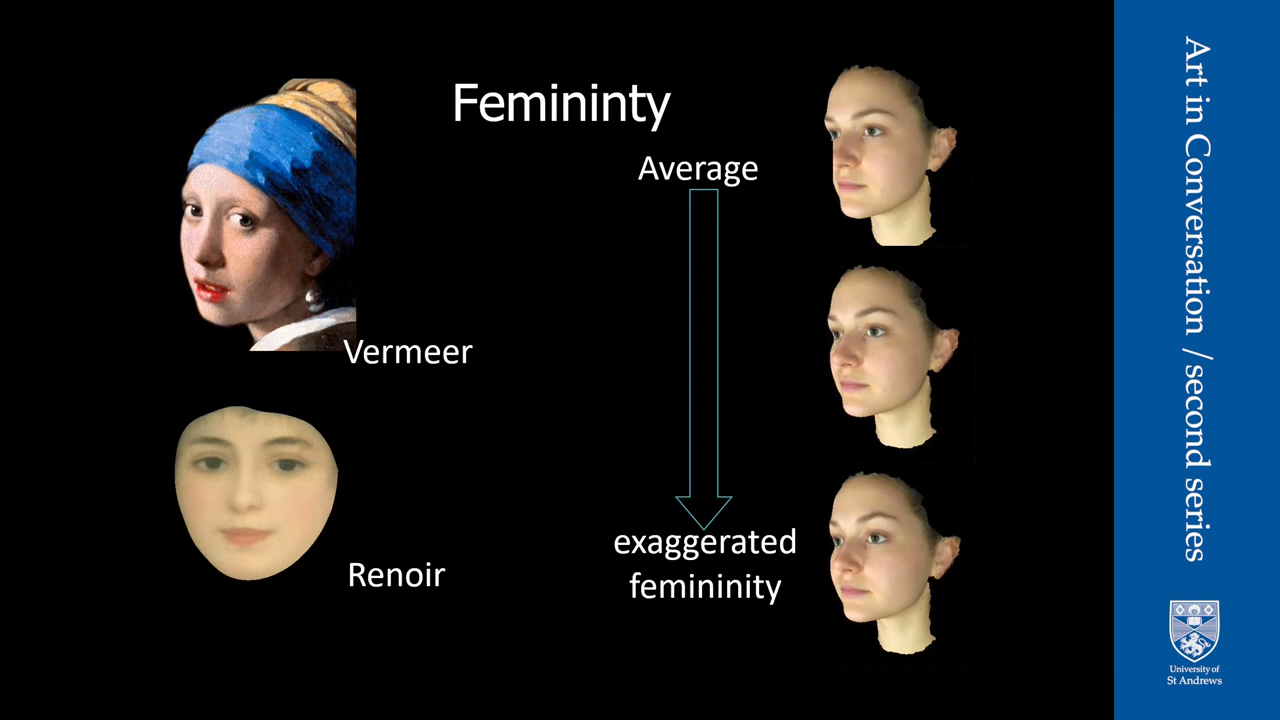 Femininty
Average
Vermeer
exaggerated
femininity
Renoir
Art in Conversation / second series
University of
St Andrews